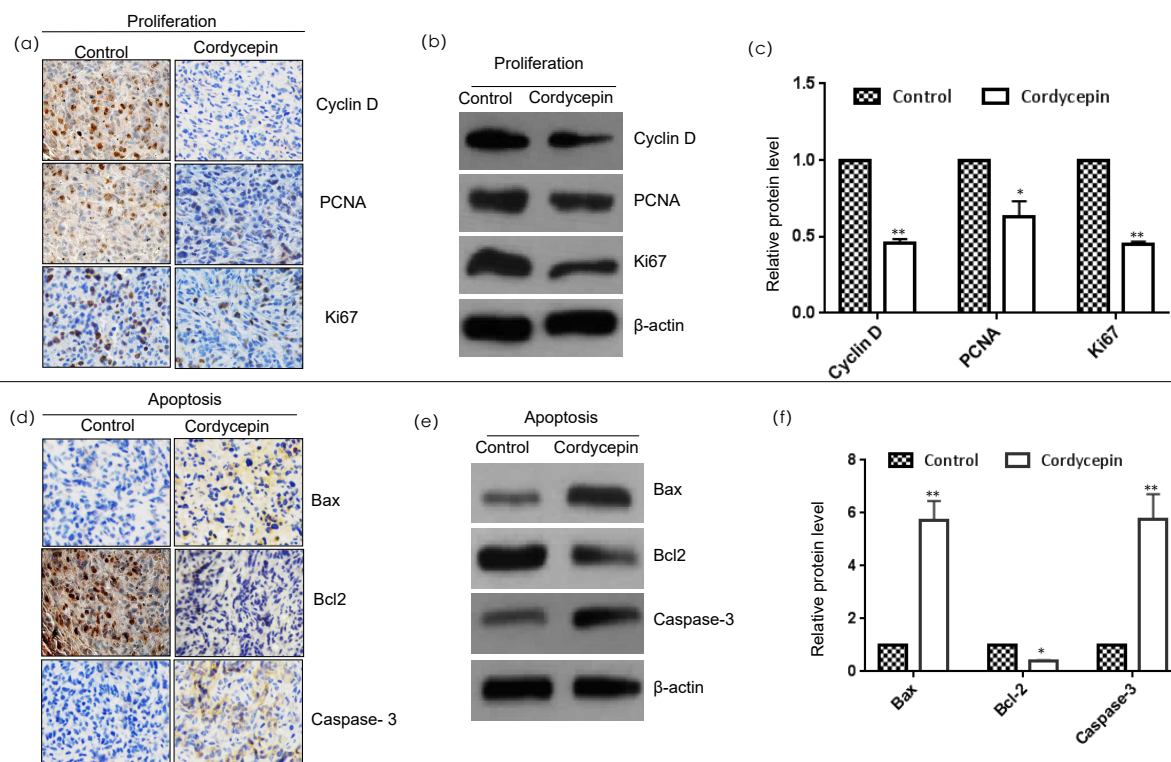 (a)
Proliferation
Control Cordycepin
Cyclin D
PCNA
Ki67
(b)
Proliferation
Control Cordycepin
Cyclin D
PCNA
Ki67
β-actin
(c)
Control Cordycepin
Relative protein level
1.5
1.0
0.5
0.0
** * **
Cyclin D PCNA Ki67
(d)
Apoptosis
Control Cordycepin
Bax
Bcl2
Caspase- 3
(e)
Apoptosis
Control Cordycepin
Bax
Bcl2
Caspase-3
β-actin
(f)
Control Cordycepin
Relative protein level
8
6
4
2
0
** * **
Bax Bcl-2 Caspase-3